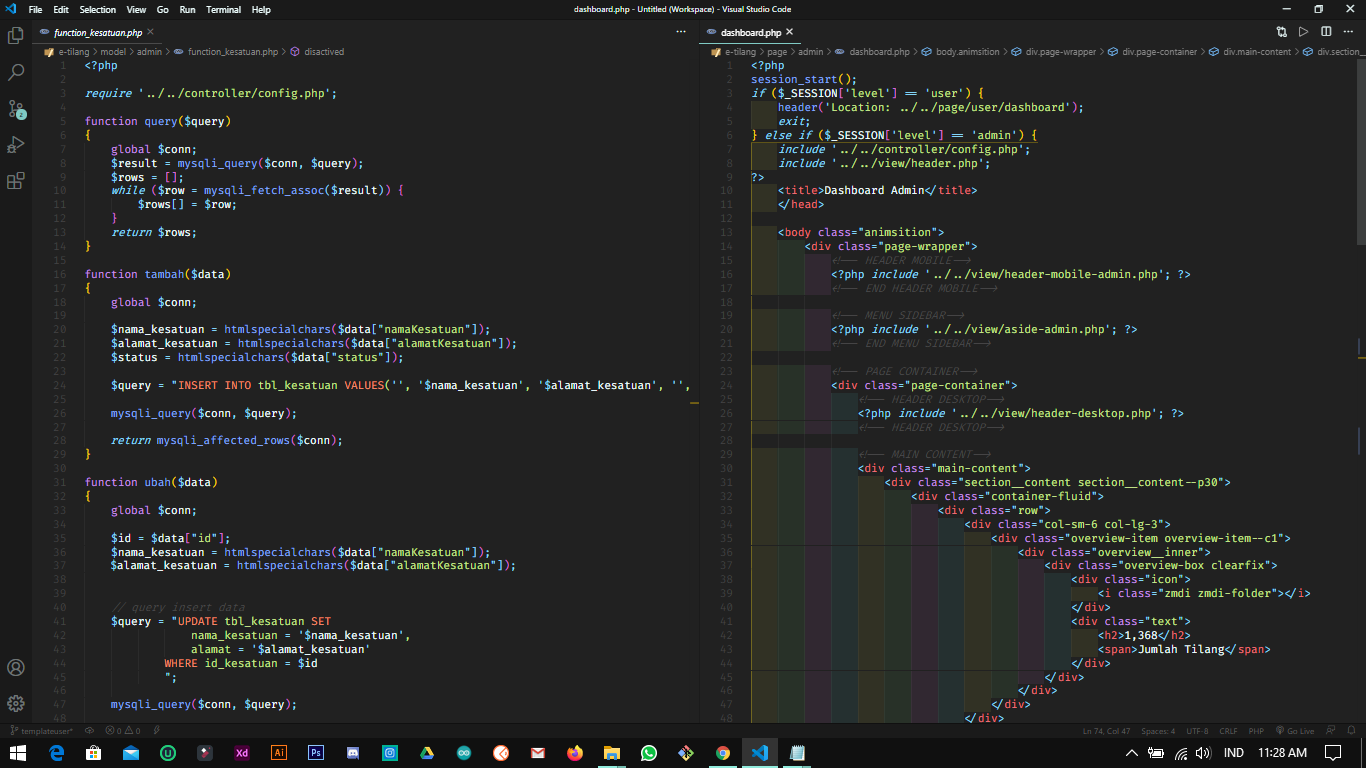 File Edit Selection View Go Run Terminal Help
dashboard.php - Untitled (Workspace) - Visual Studio Code
function_kesatuan.php
e-tilang > model > admin > function_kesatuan.php > disactived
1 <?php
2
3 require '../../controller/config.php';
4
5 function query($query)
6 {
7 global $conn;
8 $result = mysqli_query($conn, $query);
9 $rows = [];
10 while ($row = mysqli_fetch_assoc($result)) {
11 $rows[] = $row;
12 }
13 return $rows;
14 }
15
16 function tambah($data)
17 {
18 global $conn;
19
20 $nama_kesatuan = htmlspecialchars($data["namaKesatuan"]);
21 $alamat_kesatuan = htmlspecialchars($data["alamatKesatuan"]);
22 $status = htmlspecialchars($data["status"]);
23
24 $query = "INSERT INTO tbl_kesatuan VALUES('', '$nama_kesatuan', '$alamat_kesatuan', '',
25
26 mysqli_query($conn, $query);
27
28 return mysqli_affected_rows($conn);
29 }
30
31 function ubah($data)
32 {
33 global $conn;
34
35 $id = $data["id"];
36 $nama_kesatuan = htmlspecialchars($data["namaKesatuan"]);
37 $alamat_kesatuan = htmlspecialchars($data["alamatKesatuan"]);
38
39
40 // query insert data
41 $query = "UPDATE tbl_kesatuan SET
42 nama_kesatuan = '$nama_kesatuan',
43 alamat = '$alamat_kesatuan'
44 WHERE id_kesatuan = $id
45 ";
46
47 mysqli_query($conn, $query);
48
dashboard.php
e-tilang > page > admin > dashboard.php > body.animsition > div.page-wrapper > div.page-container > div.main-content > div.section_
1 <?php
2 session_start();
3 if ($_SESSION['level'] == 'user') {
4 header('Location: ../../page/user/dashboard');
5 exit;
6 } else if ($_SESSION['level'] == 'admin') {
7 include '../../controller/config.php';
8 include '../../view/header.php';
9 ?>
10 <title>Dashboard Admin</title>
11 </head>
12
13 <body class="animsition">
14 <div class="page-wrapper">
15 <!-- HEADER MOBILE-->
16 <?php include '../../view/header-mobile-admin.php'; ?>
17 <!-- END HEADER MOBILE-->
18
19 <!-- MENU SIDEBAR-->
20 <?php include '../../view/aside-admin.php'; ?>
21 <!-- END MENU SIDEBAR-->
22
23 <!-- PAGE CONTAINER-->
24 <div class="page-container">
25 <!-- HEADER DESKTOP-->
26 <?php include '../../view/header-desktop.php'; ?>
27 <!-- HEADER DESKTOP-->
28
29 <!-- MAIN CONTENT-->
30 <div class="main-content">
31 <div class="section__content section__content--p30">
32 <div class="container-fluid">
33 <div class="row">
34 <div class="col-sm-6 col-lg-3">
35 <div class="overview-item overview-item--c1">
36 <div class="overview__inner">
37 <div class="overview-box clearfix">
38 <div class="icon">
39 <i class="zmdi zmdi-folder"></i>
40 </div>
41 <div class="text">
42 <h2>1,368</h2>
43 <span>Jumlah Tilang</span>
44 </div>
45 </div>
46 </div>
47 </div>
48 </div>
templateuser* 0 0 Ln 74, Col 47 Spaces: 4 UTF-8 CRLF PHP Go Live
Xd Ai Ps IND 11:28 AM